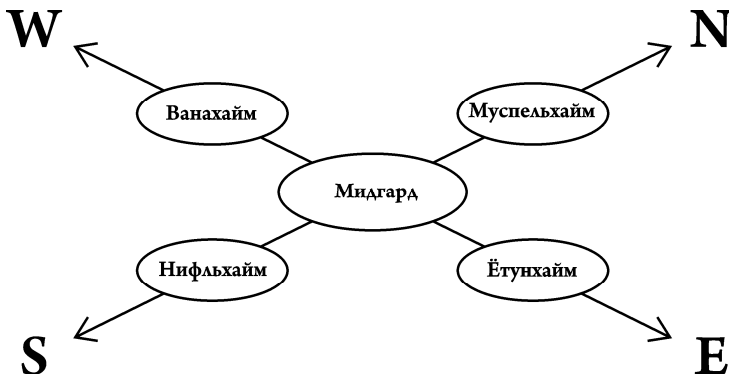 W
N
Ванахайм
Муспельхайм
Мидгард
Нифльхайм
Ётунхайм
S
E